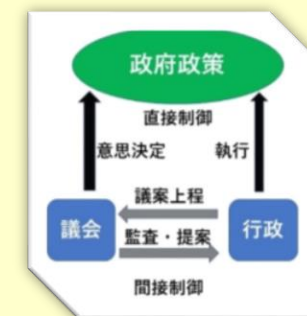 政府政策
直接制御
意思決定
執行
議案上程
議会
監査・提案
行政
間接制御